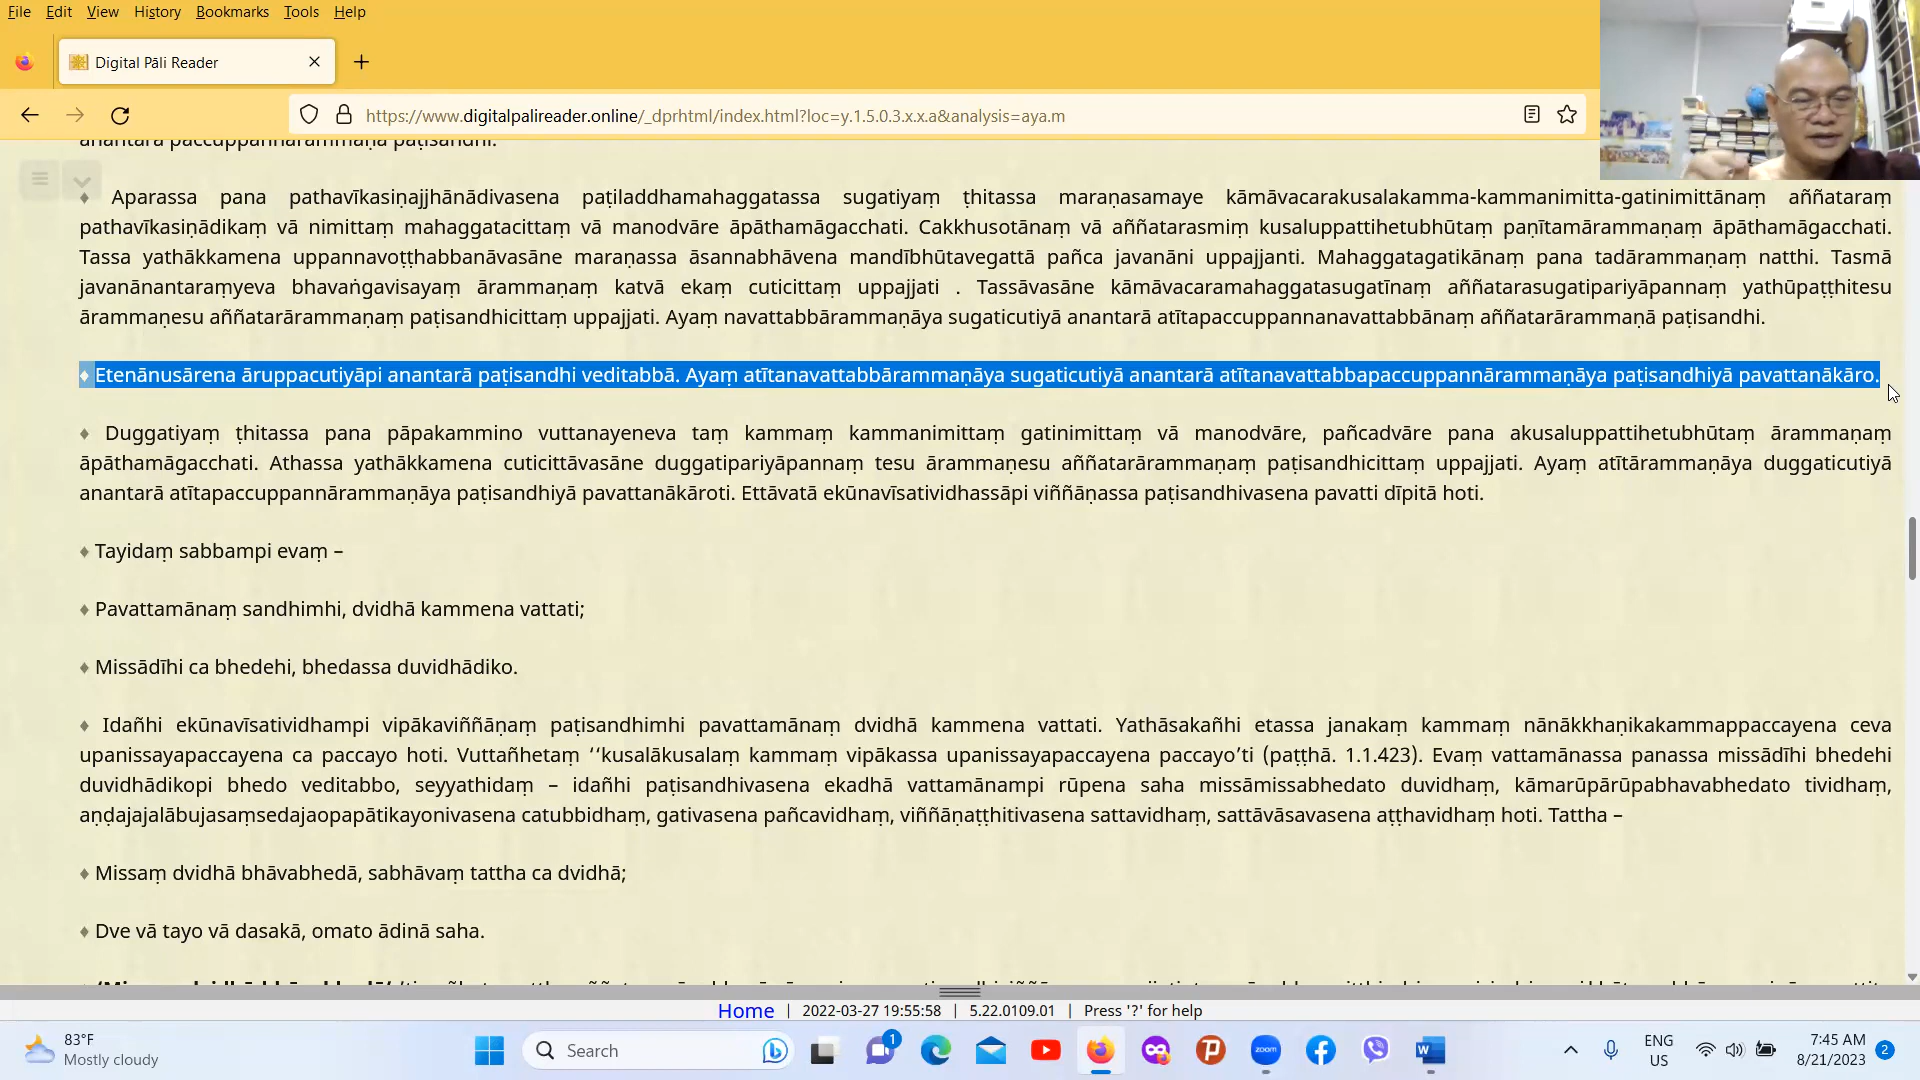 File Edit View History Bookmarks Tools Help
Digital Pāli Reader
https://www.digitalpalireader.online/_dprhtml/index.html?loc=y.1.5.0.3.x.x.a&analysis=aya.m
anantarā paccuppannārammaṇā paṭisandhi.
♦ Aparassa pana pathavīkasiṇajjhānādivasena paṭiladdhamahaggatassa sugatiyaṃ ṭhitassa maraṇasamaye kāmāvacarakusalakamma-kammanimitta-gatinimittānaṃ aññataraṃ
pathavīkasiṇādikaṃ vā nimittaṃ mahaggatacittaṃ vā manodvāre āpāthamāgacchati. Cakkhusotānaṃ vā aññatarasmiṃ kusaluppattihetubhūtaṃ paṇītamārammaṇaṃ āpāthamāgacchati.
Tassa yathākkamena uppannavoṭṭhabbanāvasāne maraṇassa āsannabhāvena mandībhūtavegattā pañca javanāni uppajjanti. Mahaggatagatikānaṃ pana tadārammaṇaṃ natthi. Tasmā
javanānantaraṃyeva bhavaṅgavisayaṃ ārammaṇaṃ katvā ekaṃ cuticittaṃ uppajjati . Tassāvasāne kāmāvacaramahaggatasugatīnaṃ aññatarasugatipariyāpannaṃ yathūpaṭṭhitesu
ārammaṇesu aññatarārammaṇaṃ paṭisandhicittaṃ uppajjati. Ayaṃ navattabbārammaṇāya sugaticutiyā anantarā atītapaccuppannanavattabbānaṃ aññatarārammaṇā paṭisandhi.
♦ Etenānusārena āruppacutiyāpi anantarā paṭisandhi veditabbā. Ayaṃ atītanavattabbārammaṇāya sugaticutiyā anantarā atītanavattabbapaccuppannārammaṇāya paṭisandhiyā pavattanākāro.
♦ Duggatiyaṃ ṭhitassa pana pāpakammino vuttanayeneva taṃ kammaṃ kammanimittaṃ gatinimittaṃ vā manodvāre, pañcadvāre pana akusaluppattihetubhūtaṃ ārammaṇaṃ
āpāthamāgacchati. Athassa yathākkamena cuticittāvasāne duggatipariyāpannaṃ tesu ārammaṇesu aññatarārammaṇaṃ paṭisandhicittaṃ uppajjati. Ayaṃ atītārammaṇāya duggaticutiyā
anantarā atītapaccuppannārammaṇāya paṭisandhiyā pavattanākāroti. Ettāvatā ekūnavīsatividhassāpi viññāṇassa paṭisandhivasena pavatti dīpitā hoti.
♦ Tayidaṃ sabbampi evaṃ –
♦ Pavattamānaṃ sandhimhi, dvidhā kammena vattati;
♦ Missādīhi ca bhedehi, bhedassa duvidhādiko.
♦ Idañhi ekūnavīsatividhampi vipākaviññāṇaṃ paṭisandhimhi pavattamānaṃ dvidhā kammena vattati. Yathāsakañhi etassa janakaṃ kammaṃ nānākkhaṇikakammappaccayena ceva
upanissayapaccayena ca paccayo hoti. Vuttañhetaṃ ‘‘kusalākusalaṃ kammaṃ vipākassa upanissayapaccayena paccayo’ti (paṭṭhā. 1.1.423). Evaṃ vattamānassa panassa missādīhi bhedehi
duvidhādikopi bhedo veditabbo, seyyathidaṃ – idañhi paṭisandhivasena ekadhā vattamānampi rūpena saha missāmissabhedato duvidhaṃ, kāmarūpārūpabhavabhedato tividhaṃ,
aṇḍajajalābujasaṃsedajaopapātikayonivasena catubbidhaṃ, gativasena pañcavidhaṃ, viññāṇaṭṭhitivasena sattavidhaṃ, sattāvāsavasena aṭṭhavidhaṃ hoti. Tattha –
♦ Missaṃ dvidhā bhāvabhedā, sabhāvaṃ tattha ca dvidhā;
♦ Dve vā tayo vā dasakā, omato ādinā saha.
Home | 2022-03-27 19:55:58 | 5.22.0109.01 | Press '?' for help
83°F
Mostly cloudy
Search
1
zoom
ENG
US
7:45 AM
8/21/2023
2